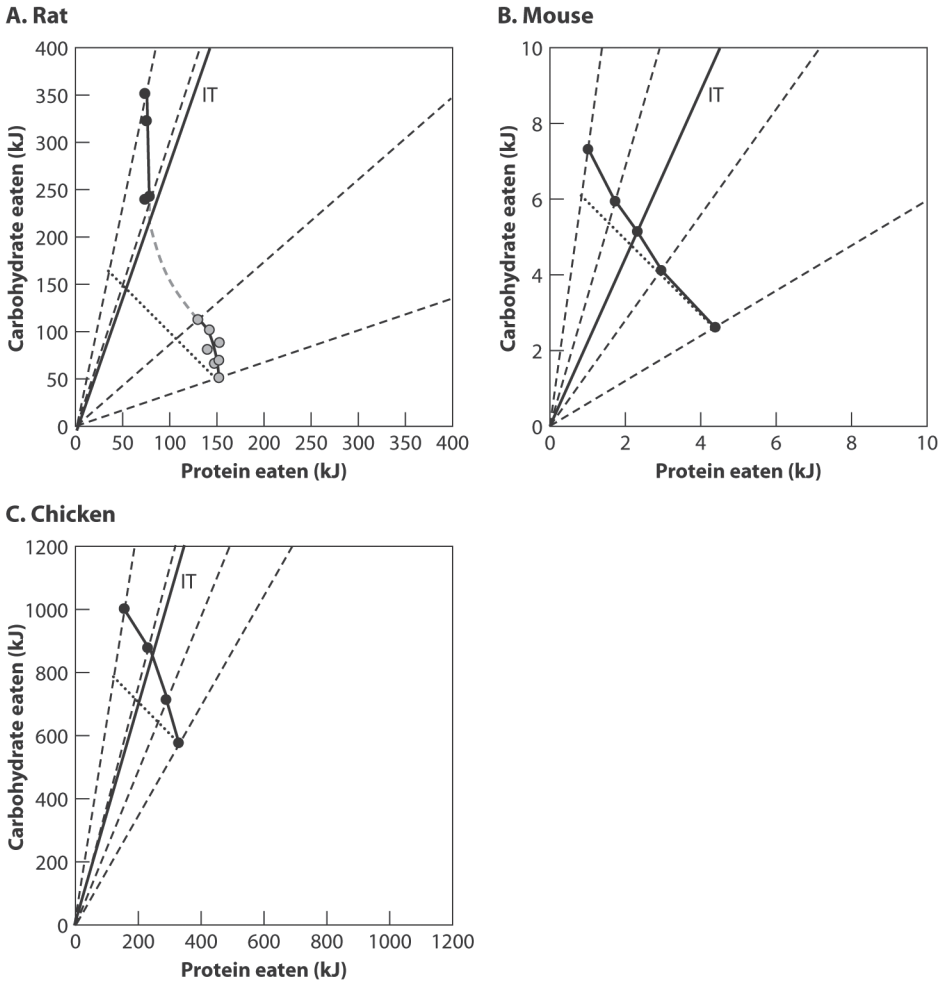 A. Rat
400
350
300
250
200
150
100
50
0
Carbohydrate eaten (kJ)
IT
0 50 100 150 200 250 300 350 400
Protein eaten (kJ)
B. Mouse
10
8
6
4
2
0
Carbohydrate eaten (kJ)
IT
0 2 4 6 8 10
Protein eaten (kJ)
C. Chicken
1200
1000
800
600
400
200
0
Carbohydrate eaten (kJ)
IT
0 200 400 600 800 1000 1200
Protein eaten (kJ)